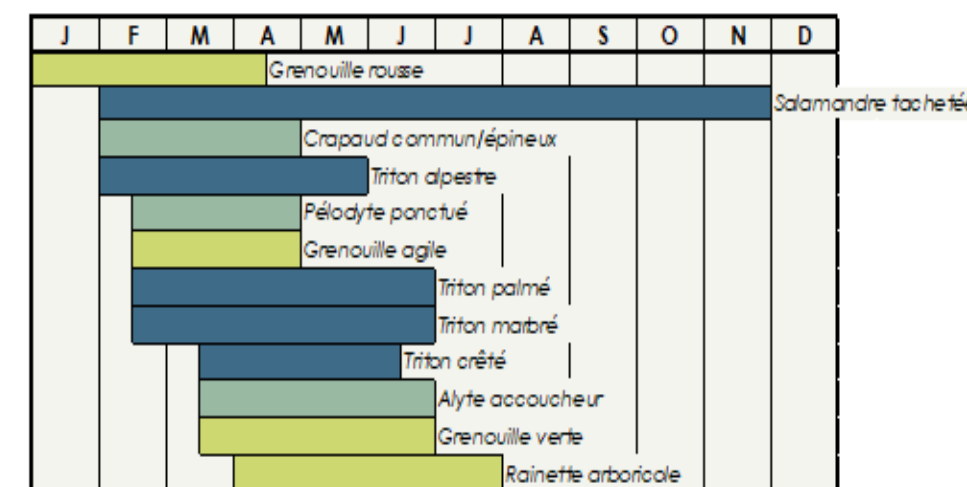 J F M A M J J A S O N D
Grenouille rousse
Salamandre tachetée
Crapaud commun/épineux
Triton alpestre
Pélodyte ponctué
Grenouille agile
Triton palmé
Triton marbré
Triton crêté
Alyte accoucheur
Grenouille verte
Rainette arboricole